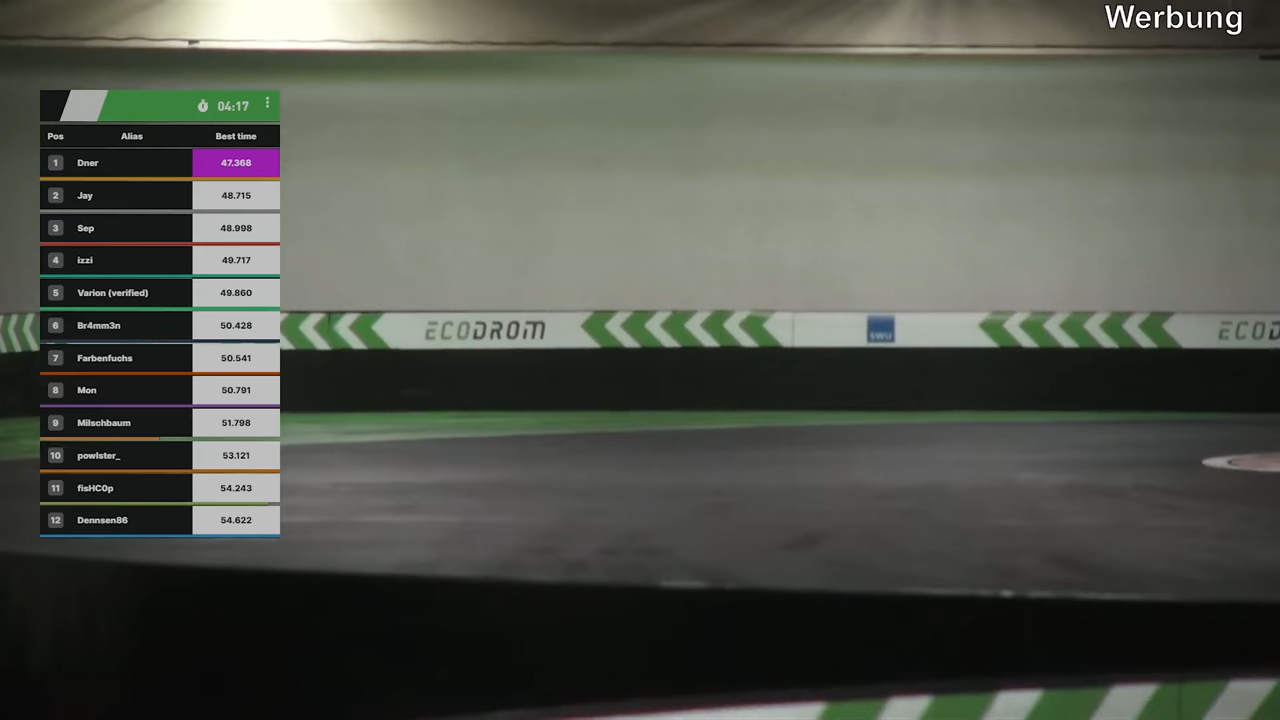 Werbung
04:17
Pos Alias Best time
1 Dner 47.368
2 Jay 48.715
3 Sep 48.998
4 izzi 49.717
5 Varion (verified) 49.860
6 Br4mm3n 50.428
7 Farbenfuchs 50.541
8 Mon 50.791
9 Milschbaum 51.798
10 powlster_ 53.121
11 fisHC0p 54.243
12 Dennsen86 54.622
ECODROM SWU ECOD